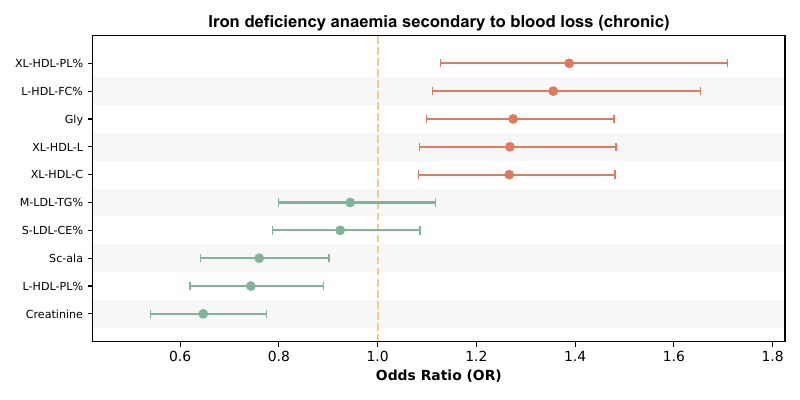 Iron deficiency anaemia secondary to blood loss (chronic)
XL-HDL-PL%
L-HDL-FC%
Gly
XL-HDL-L
XL-HDL-C
M-LDL-TG%
S-LDL-CE%
Sc-ala
L-HDL-PL%
Creatinine
0.6 0.8 1.0 1.2 1.4 1.6 1.8
Odds Ratio (OR)